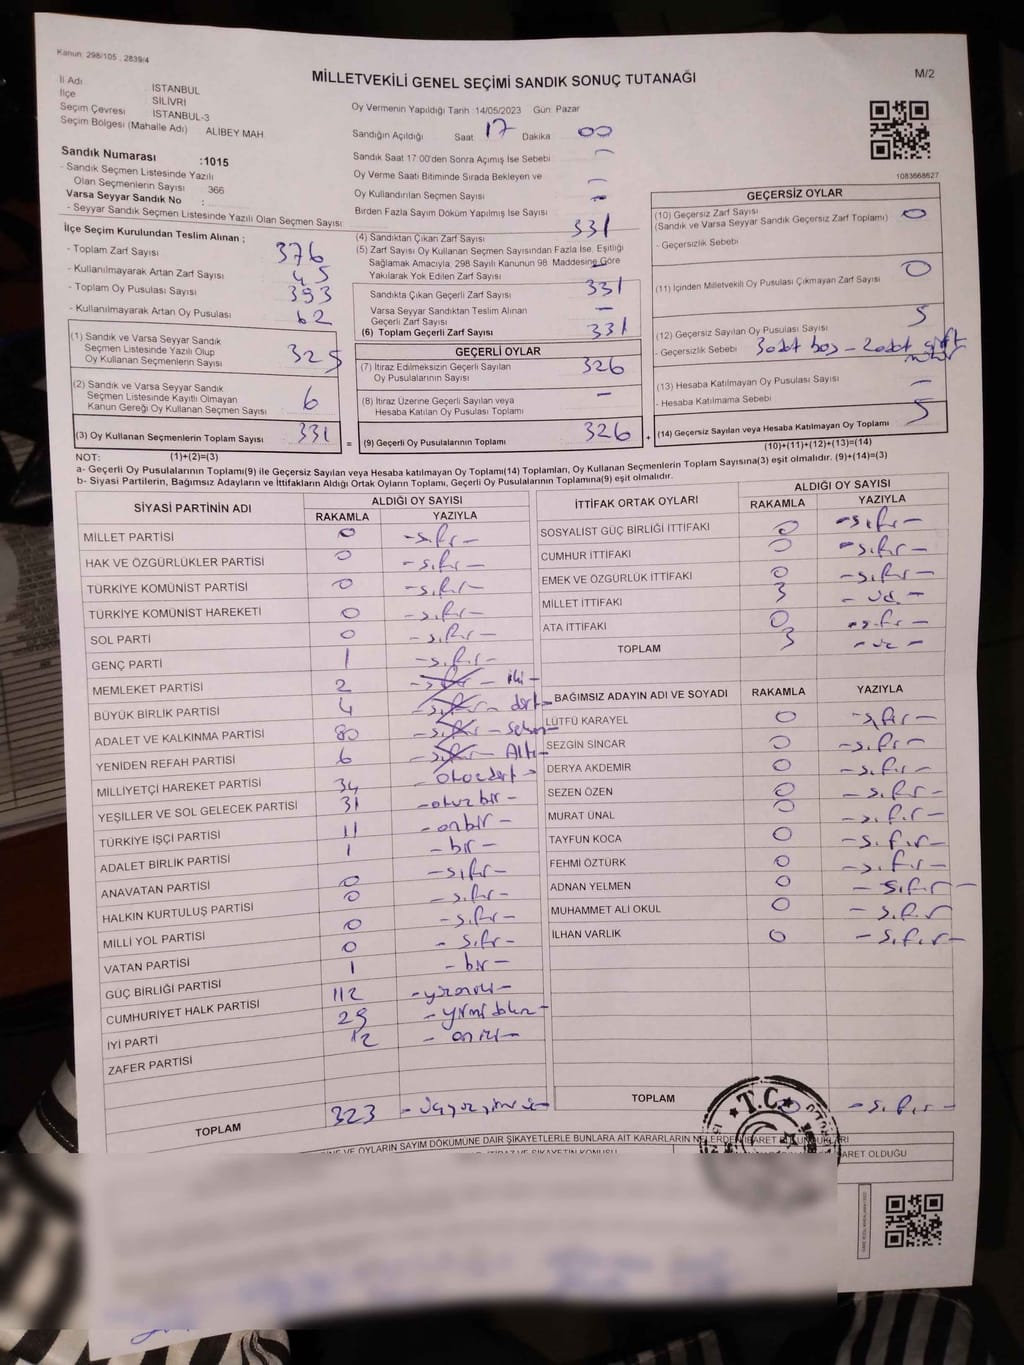 Kanun: 298/105 , 2839/4
MİLLETVEKİLİ GENEL SEÇİMİ SANDIK SONUÇ TUTANAĞI
M/2
İl Adı İSTANBUL
İlçe SİLİVRİ
Seçim Çevresi İSTANBUL-3
Seçim Bölgesi (Mahalle Adı) ALİBEY MAH
Sandık Numarası :1015
- Sandık Seçmen Listesinde Yazılı
Olan Seçmenlerin Sayısı 366
Varsa Seyyar Sandık No :
- Seyyar Sandık Seçmen Listesinde Yazılı Olan Seçmen Sayısı
İlçe Seçim Kurulundan Teslim Alınan ;
- Toplam Zarf Sayısı 376
- Kullanılmayarak Artan Zarf Sayısı 45
- Toplam Oy Pusulası Sayısı 393
- Kullanılmayarak Artan Oy Pusulası 62
(1) Sandık ve Varsa Seyyar Sandık
Seçmen Listesinde Yazılı Olup
Oy Kullanan Seçmenlerin Sayısı 325
(2) Sandık ve Varsa Seyyar Sandık
Seçmen Listesinde Kayıtlı Olmayan
Kanun Gereği Oy Kullanan Seçmen Sayısı 6
(3) Oy Kullanan Seçmenlerin Toplam Sayısı 331 =
Oy Vermenin Yapıldığı Tarih :14/05/2023 Gün: Pazar
Sandığın Açıldığı Saat 17 Dakika 00
Sandık Saat 17:00'den Sonra Açımış İse Sebebi –
Oy Verme Saati Bitiminde Sırada Bekleyen ve
Oy Kullandırılan Seçmen Sayısı –
Birden Fazla Sayım Döküm Yapılmış İse Sayısı –
(4) Sandıktan Çıkan Zarf Sayısı 331
(5) Zarf Sayısı Oy Kullanan Seçmen Sayısından Fazla İse, Eşitliği
Sağlamak Amacıyla, 298 Sayılı Kanunun 98. Maddesine Göre
Yakılarak Yok Edilen Zarf Sayısı –
Sandıkta Çıkan Geçerli Zarf Sayısı 331
Varsa Seyyar Sandıktan Teslim Alınan
Geçerli Zarf Sayısı –
(6) Toplam Geçerli Zarf Sayısı 331
GEÇERLİ OYLAR
(7) İtiraz Edilmeksizin Geçerli Sayılan
Oy Pusulalarının Sayısı 326
(8) İtiraz Üzerine Geçerli Sayılan veya
Hesaba Katılan Oy Pusulası Toplamı –
(9) Geçerli Oy Pusulalarının Toplamı 326 +
1083668627
GEÇERSİZ OYLAR
(10) Geçersiz Zarf Sayısı 0
(Sandık ve Varsa Seyyar Sandık Geçersiz Zarf Toplamı)
- Geçersizlik Sebebi
(11) İçinden Milletvekili Oy Pusulası Çıkmayan Zarf Sayısı 0
(12) Geçersiz Sayılan Oy Pusulası Sayısı 5
- Geçersizlik Sebebi 3 adet boş – 2 adet çift
mühür
(13) Hesaba Katılmayan Oy Pusulası Sayısı –
- Hesaba Katılmama Sebebi
(14) Geçersiz Sayılan veya Hesaba Katılmayan Oy Toplamı 5
(10)+(11)+(12)+(13)=(14)
NOT: (1)+(2)=(3)
a- Geçerli Oy Pusulalarının Toplamı(9) ile Geçersiz Sayılan veya Hesaba katılmayan Oy Toplamı(14) Toplamları, Oy Kullanan Seçmenlerin Toplam Sayısına(3) eşit olmalıdır. (9)+(14)=(3)
b- Siyasi Partilerin, Bağımsız Adayların ve İttifakların Aldığı Ortak Oyların Toplamı, Geçerli Oy Pusulalarının Toplamına(9) eşit olmalıdır.
SİYASİ PARTİNİN ADI ALDIĞI OY SAYISI
RAKAMLA YAZIYLA
MİLLET PARTİSİ 0 – sıfır –
HAK VE ÖZGÜRLÜKLER PARTİSİ 0 – sıfır –
TÜRKİYE KOMÜNİST PARTİSİ 0 – sıfır –
TÜRKİYE KOMÜNİST HAREKETİ 0 – sıfır –
SOL PARTİ 0 – sıfır –
GENÇ PARTİ 1 – sıfır –
MEMLEKET PARTİSİ 2 – sıfır – iki –
BÜYÜK BİRLİK PARTİSİ 4 – sıfır – dört –
ADALET VE KALKINMA PARTİSİ 80 – sıfır – seksen –
YENİDEN REFAH PARTİSİ 6 – sıfır – Altı –
MİLLİYETÇİ HAREKET PARTİSİ 34 – otuzdört –
YEŞİLLER VE SOL GELECEK PARTİSİ 31 – otuz bir –
TÜRKİYE İŞÇİ PARTİSİ 11 – onbir –
ADALET BİRLİK PARTİSİ 1 – bir –
ANAVATAN PARTİSİ 0 – sıfır –
HALKIN KURTULUŞ PARTİSİ 0 – sıfır –
MİLLİ YOL PARTİSİ 0 – sıfır –
VATAN PARTİSİ 0 – sıfır –
GÜÇ BİRLİĞİ PARTİSİ 1 – bir –
CUMHURİYET HALK PARTİSİ 112
İYİ PARTİ 29 – yirmi dokuz –
ZAFER PARTİSİ 12 – on iki –
TOPLAM 323
İTTİFAK ORTAK OYLARI ALDIĞI OY SAYISI
RAKAMLA YAZIYLA
SOSYALİST GÜÇ BİRLİĞİ İTTİFAKI 0 – sıfır –
CUMHUR İTTİFAKI 0 – sıfır –
EMEK VE ÖZGÜRLÜK İTTİFAKI 0 – sıfır –
MİLLET İTTİFAKI 3 – üç –
ATA İTTİFAKI 0 – sıfır –
TOPLAM 3 – üç –
BAĞIMSIZ ADAYIN ADI VE SOYADI RAKAMLA YAZIYLA
LÜTFÜ KARAYEL 0 – sıfır –
SEZGİN SİNCAR 0 – sıfır –
DERYA AKDEMİR 0 – sıfır –
SEZEN ÖZEN 0 – sıfır –
MURAT ÜNAL 0 – sıfır –
TAYFUN KOCA 0 – sıfır –
FEHMİ ÖZTÜRK 0 – sıfır –
ADNAN YELMEN 0 – sıfır –
MUHAMMET ALİ OKUL 0 – sıfır
İLHAN VARLIK 0 – sıfır –
TOPLAM 0 – sıfır –
T.C.
VE OYLARIN SAYIM DÖKÜMÜNE DAİR ŞİKAYETLERLE BUNLARA AİT KARARLARIN NELERDEN İBARET BULUNDUKLARI
ARET OLDUĞU